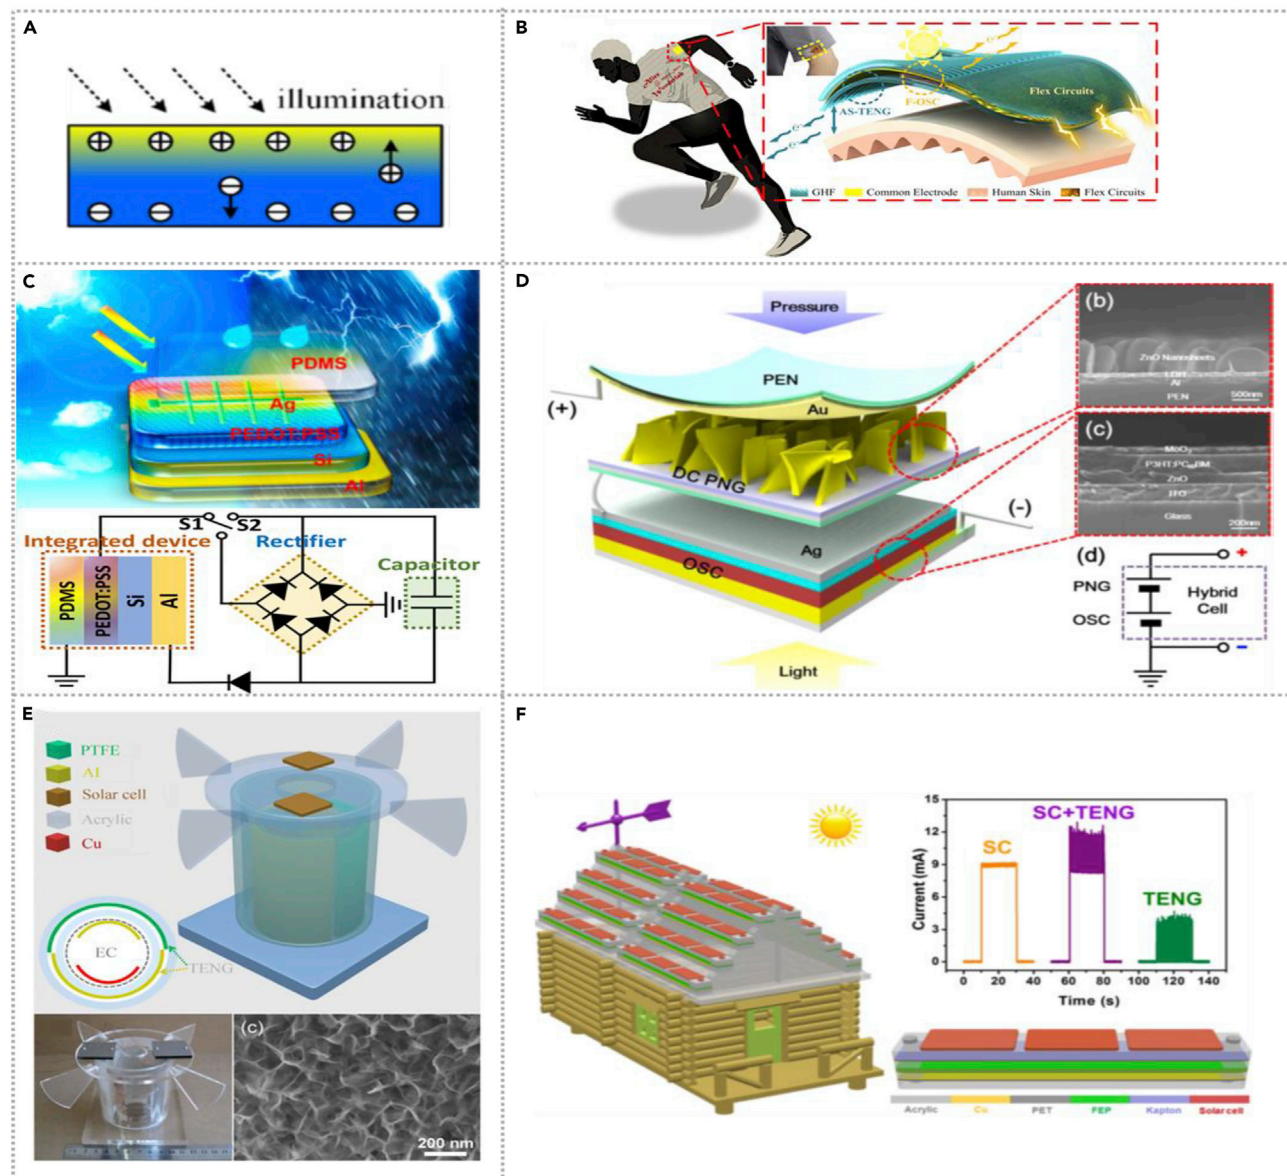 A
illumination
B
e⁻
AS-TENG
F-OSC
Flex Circuits
e⁻
e⁻
GHF Common Electrode Human Skin Flex Circuits
C
PDMS
Ag
PEDOT:PSS
Si
Al
S1 S2
Integrated device Rectifier
Capacitor
PDMS
PEDOT:PSS
Si
Al
D
Pressure
PEN
(+)
Au
DC PNG
(-)
Ag
OSC
Light
(b)
ZnO Nanosheets
LDH
Al
PEN
500nm
(c)
MoO₃
P3HT:PC₆₀BM
ZnO
ITO
Glass
200nm
(d)
+
PNG
Hybrid
Cell
OSC
-
E
PTFE
Al
Solar cell
Acrylic
Cu
EC
TENG
(c)
200 nm
F
15
12
9
6
3
0
Current (mA)
SC
SC+TENG
TENG
0 20 40 60 80 100 120 140
Time (s)
Acrylic Cu PET FEP Kapton Solar cell